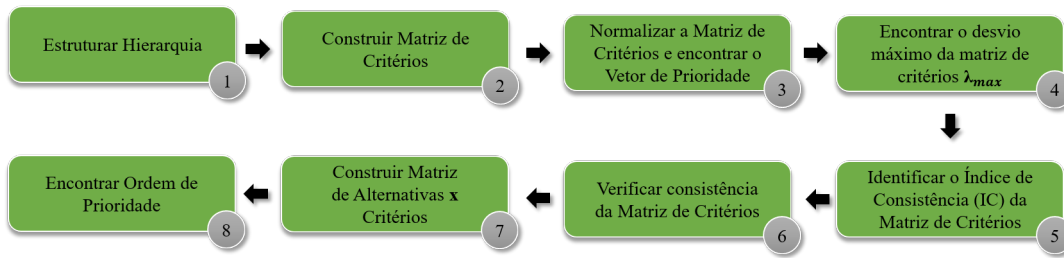 Estruturar Hierarquia
1
Construir Matriz de
Critérios
2
Normalizar a Matriz de
Critérios e encontrar o
Vetor de Prioridade
3
Encontrar o desvio
máximo da matriz de
critérios λmax
4
Identificar o Índice de
Consistência (IC) da
Matriz de Critérios
5
Verificar consistência
da Matriz de Critérios
6
Construir Matriz
de Alternativas x
Critérios
7
Encontrar Ordem de
Prioridade
8